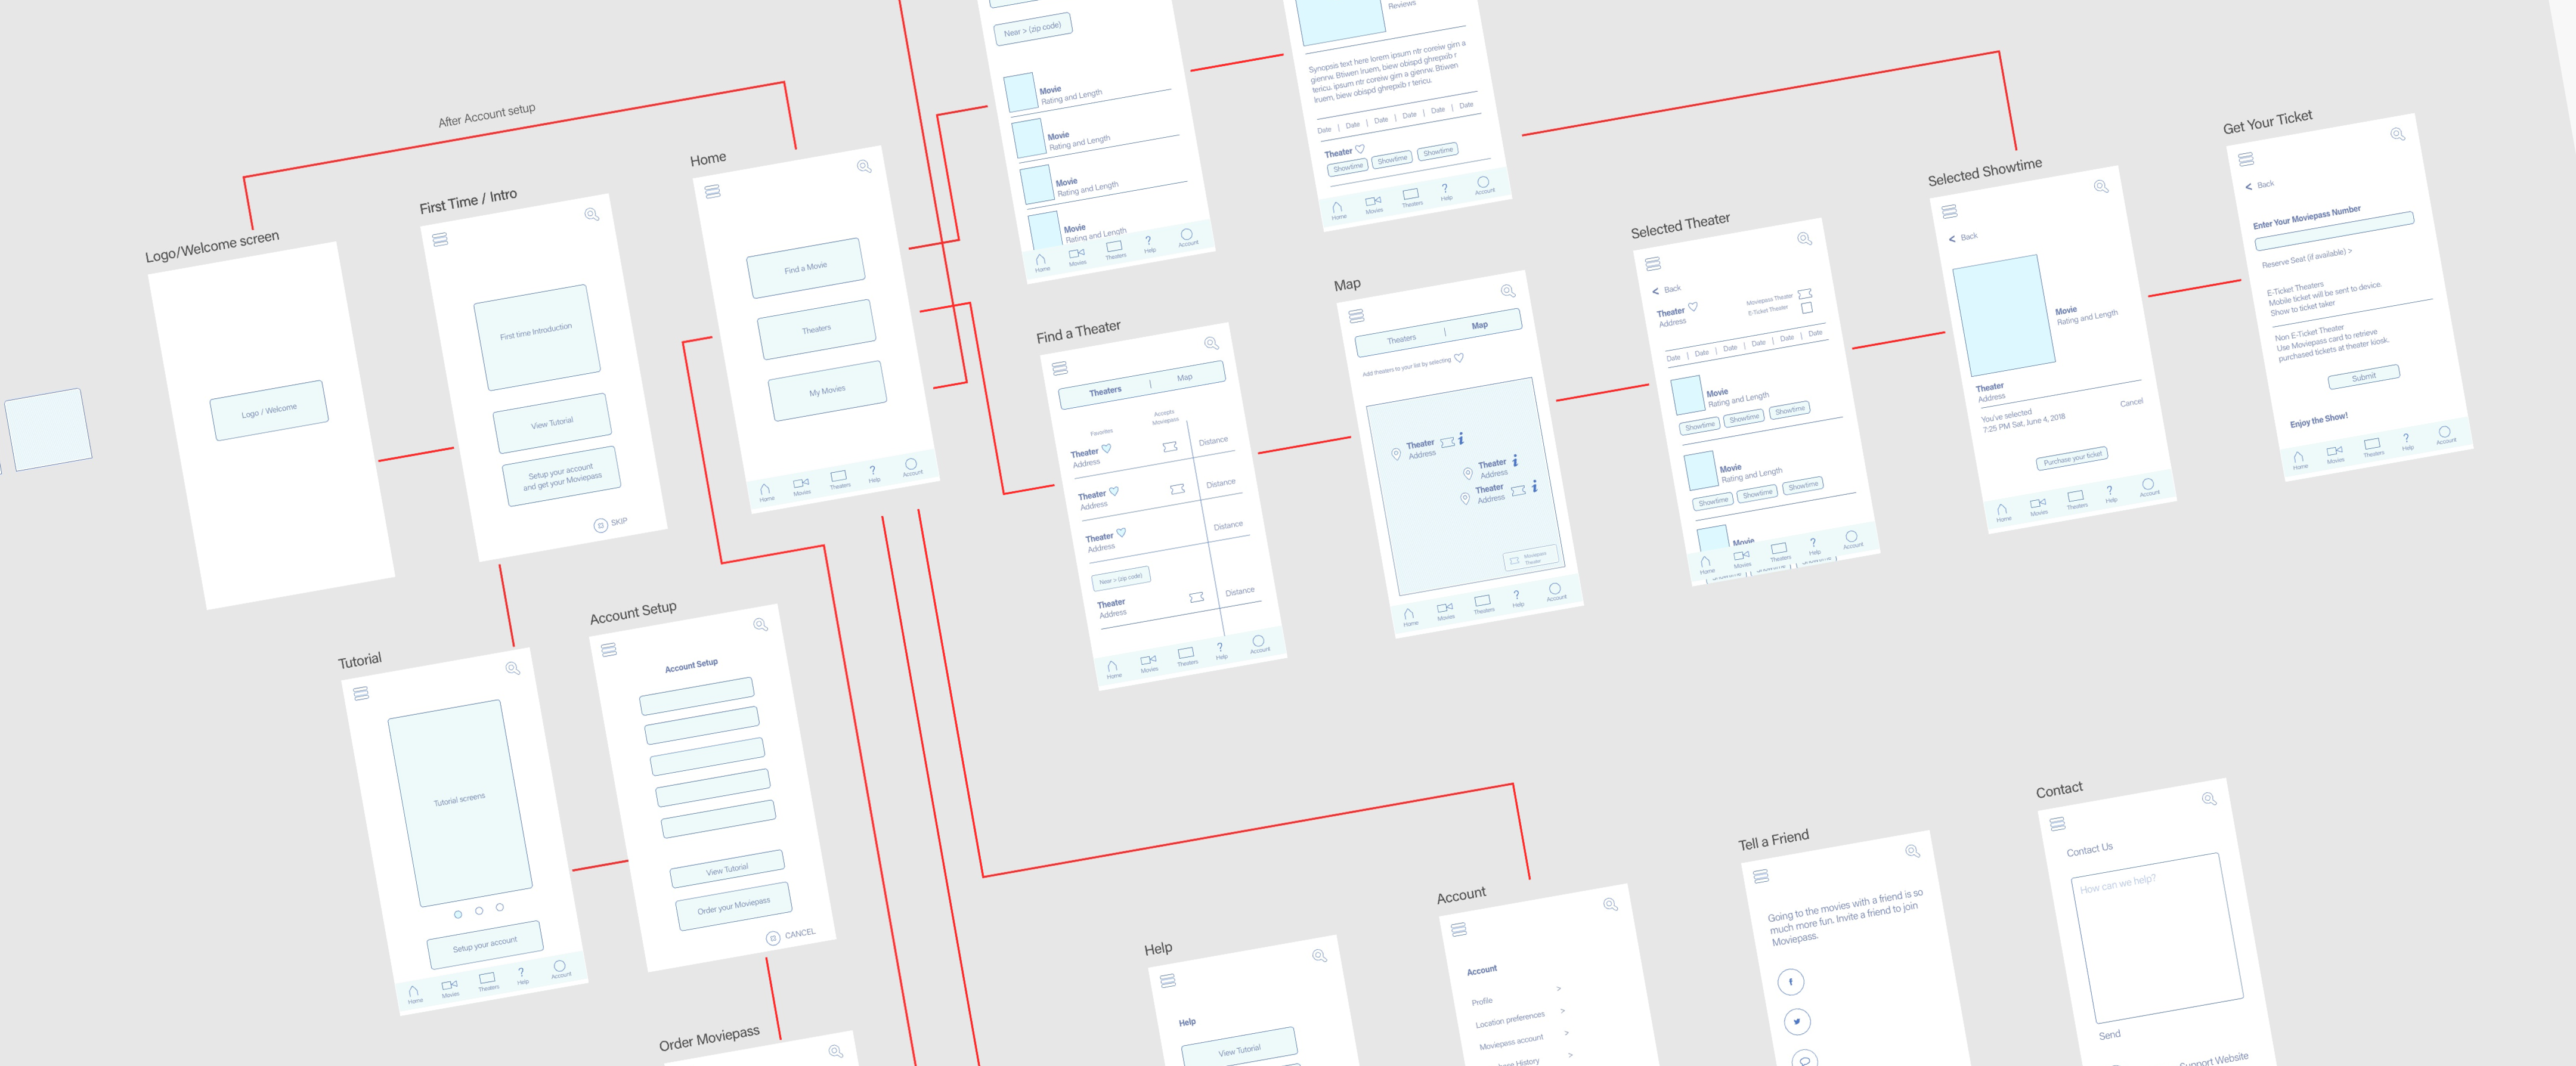 After Account setup
Logo/Welcome screen
Logo / Welcome
First Time / Intro
First time Introduction
View Tutorial
Setup your account
and get your Moviepass
SKIP
Home
Find a Movie
Theaters
My Movies
Home
Movies
Theaters
Help
Account
Near > (zip code)
Movie
Rating and Length
Movie
Rating and Length
Movie
Rating and Length
Movie
Rating and Length
Home
Movies
Theaters
Help
Account
Reviews
Synopsis text here lorem ipsum ntr coreiw girn a
gienrw. Btiwen lruem, biew obispd ghrepxib r
tericu. Ipsum ntr coreiw girn a gienrw. Btiwen
lruem, biew obispd ghrepxib r tericu.
Date | Date | Date | Date | Date | Date
Theater
Showtime
Showtime
Showtime
Home
Movies
Theaters
Help
Account
Find a Theater
Theaters | Map
Favorites
Accepts
Moviepass
Theater
Address
Distance
Theater
Address
Distance
Theater
Address
Distance
Near > (zip code)
Theater
Address
Distance
Home
Movies
Theaters
Help
Account
Map
Theaters | Map
Add theaters to your list by selecting
Theater
Address
Theater
Address
Theater
Address
Moviepass
Theater
Home
Movies
Theaters
Help
Account
Selected Theater
< Back
Theater
Address
Moviepass Theater
E-Ticket Theater
Date | Date | Date | Date | Date | Date
Movie
Rating and Length
Showtime
Showtime
Showtime
Movie
Rating and Length
Showtime
Showtime
Showtime
Movie
Home
Movies
Theaters
Help
Account
Selected Showtime
< Back
Movie
Rating and Length
Theater
Address
You've selected
7:25 PM Sat, June 4, 2018
Cancel
Purchase your ticket
Home
Movies
Theaters
Help
Account
Get Your Ticket
< Back
Enter Your Moviepass Number
Reserve Seat (if available) >
E-Ticket Theaters
Mobile ticket will be sent to device.
Show to ticket taker
Non E-Ticket Theater
Use Moviepass card to retrieve
purchased tickets at theater kiosk.
Submit
Enjoy the Show!
Home
Movies
Theaters
Help
Account
Tutorial
Tutorial screens
Setup your account
Home
Movies
Theaters
Help
Account
Account Setup
Account Setup
View Tutorial
Order your Moviepass
CANCEL
Order Moviepass
Help
Help
View Tutorial
Account
Account
Profile >
Location preferences >
Moviepass account >
History >
Tell a Friend
Going to the movies with a friend is so
much more fun. Invite a friend to join
Moviepass.
Contact
Contact Us
How can we help?
Send
Support Website